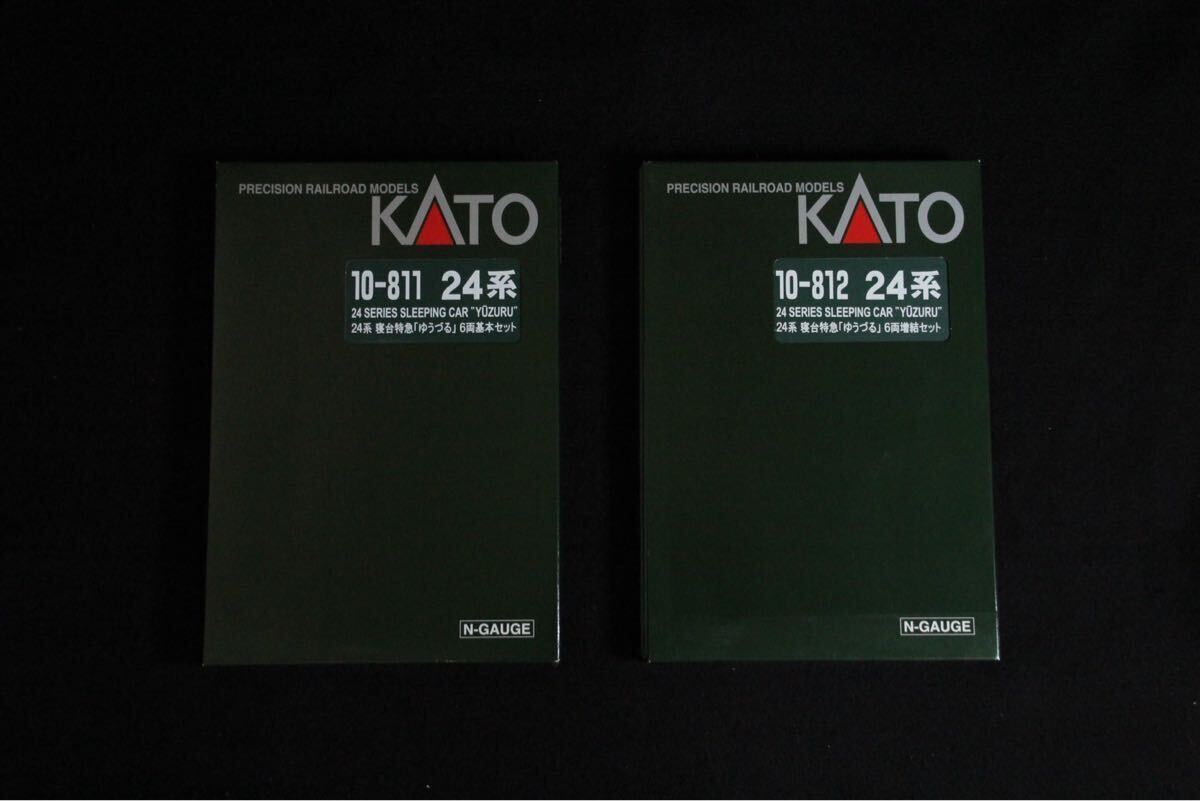 PRECISION RAILROAD MODELS
KATO
10-811 24系
24 SERIES SLEEPING CAR "YŪZURU"
24系 寝台特急「ゆうづる」6両基本セット
N-GAUGE
PRECISION RAILROAD MODELS
KATO
10-812 24系
24 SERIES SLEEPING CAR "YŪZURU"
24系 寝台特急「ゆうづる」6両増結セット
N-GAUGE